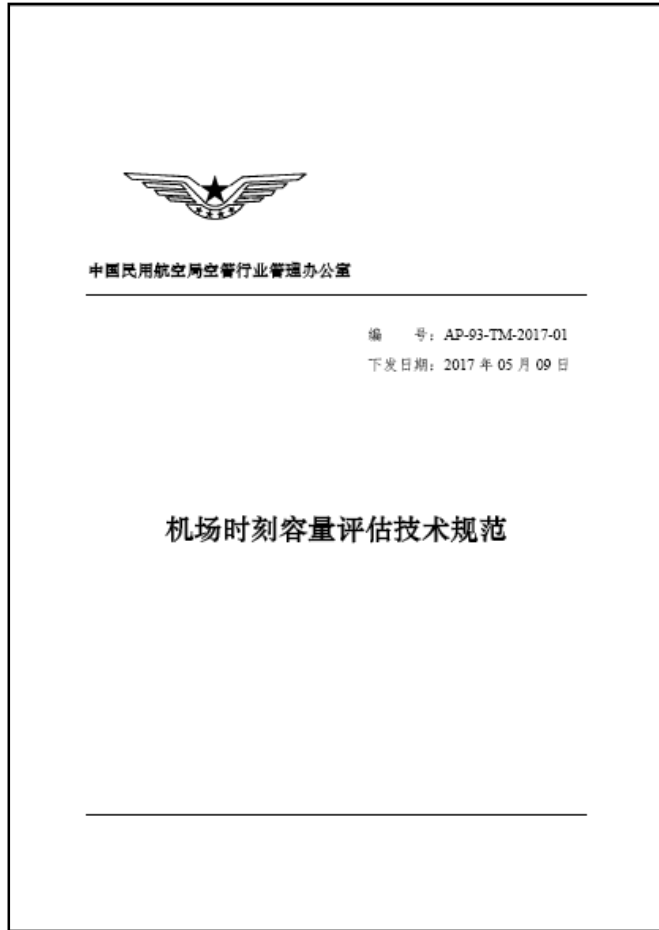 中国民用航空局空管行业管理办公室
编 号：AP-93-TM-2017-01
下发日期：2017 年 05 月 09 日
机场时刻容量评估技术规范